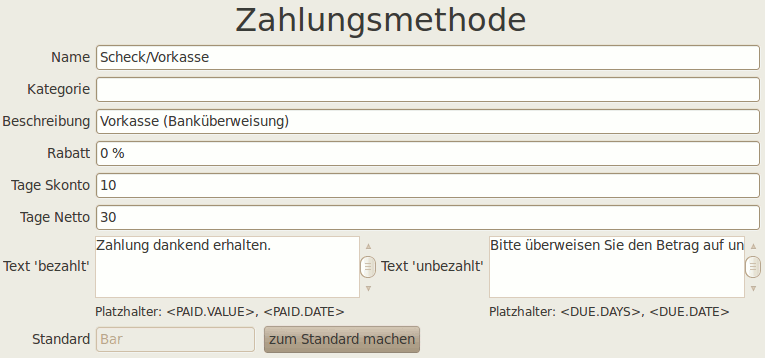 Zahlungsmethode
Name Scheck/Vorkasse
Kategorie
Beschreibung Vorkasse (Banküberweisung)
Rabatt 0 %
Tage Skonto 10
Tage Netto 30
Text 'bezahlt' Zahlung dankend erhalten. Text 'unbezahlt' Bitte überweisen Sie den Betrag auf un
Platzhalter: <PAID.VALUE>, <PAID.DATE> Platzhalter: <DUE.DAYS>, <DUE.DATE>
Standard Bar zum Standard machen